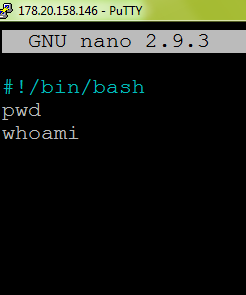 178.20.158.146 - PuTTY
GNU nano 2.9.3
#!/bin/bash
pwd
whoami